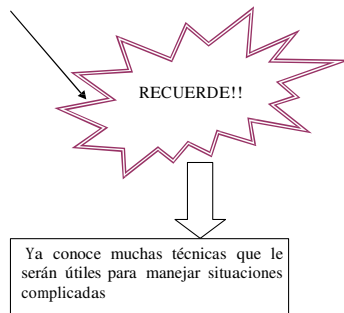 RECUERDE!!
Ya conoce muchas técnicas que le
serán útiles para manejar situaciones
complicadas